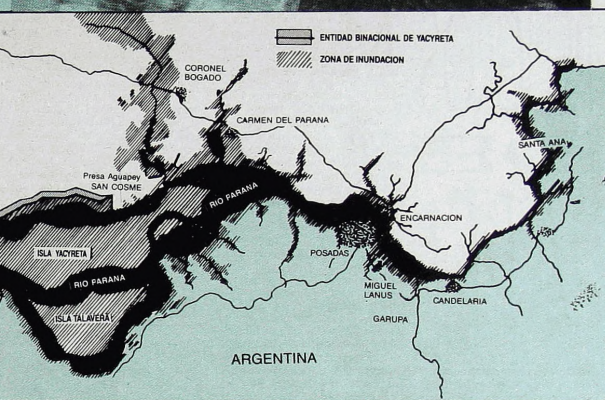 ENTIDAD BINACIONAL DE YACYRETA
ZONA DE INUNDACION
CORONEL
BOGADO
CARMEN DEL PARANA
SANTA ANA
Presa Aguapey
SAN COSME
RIO PARANA
ENCARNACION
ISLA YACYRETA
POSADAS
RIO PARANA
MIGUEL
LANUS
CANDELARIA
ISLA TALAVERA
GARUPA
ARGENTINA